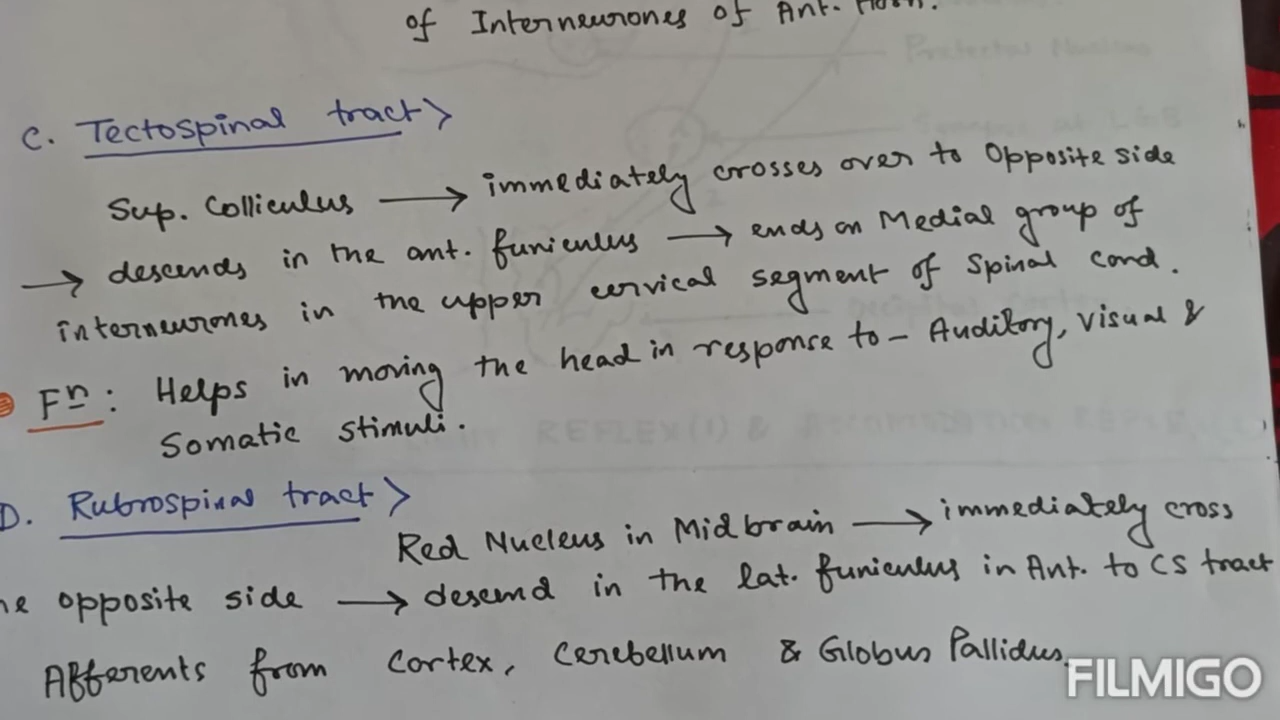 of Interneurones of Ant. Horn.
C. Tectospinal tract >
Sup. Colliculus → immediately crosses over to Opposite side
→ descends in the ant. funiculus → ends on Medial group of
interneurones in the upper cervical segment of Spinal cord.
Fn: Helps in moving the head in response to - Auditory, visual &
Somatic stimuli.
D. Rubrospinal tract >
Red Nucleus in Midbrain → immediately cross
opposite side → descend in the lat. funiculus in Ant. to CS tract
Afferents from Cortex, Cerebellum & Globus Pallidus
FILMIGO